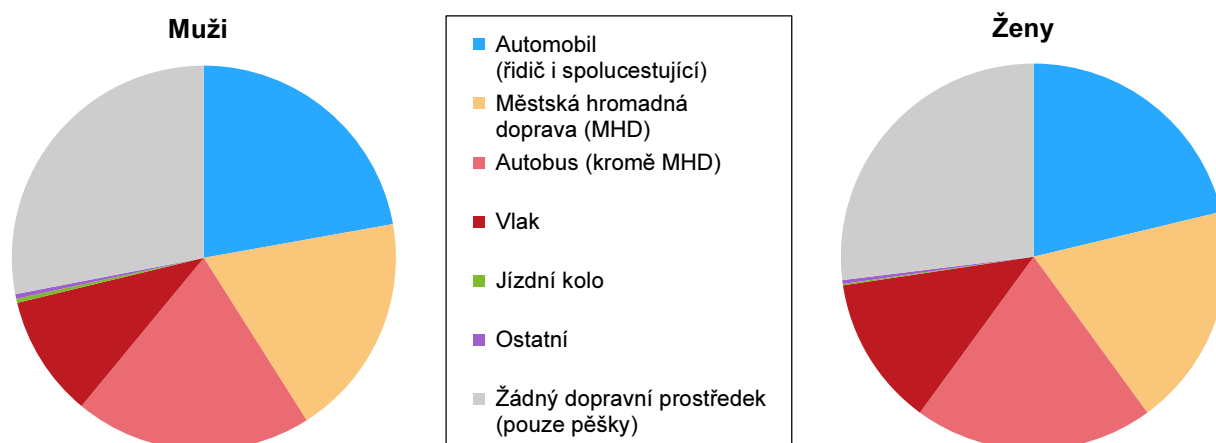 Muži
Automobil
(řidič i spolucestující)
Městská hromadná
doprava (MHD)
Autobus (kromě MHD)
Vlak
Jízdní kolo
Ostatní
Žádný dopravní prostředek
(pouze pěšky)
Ženy